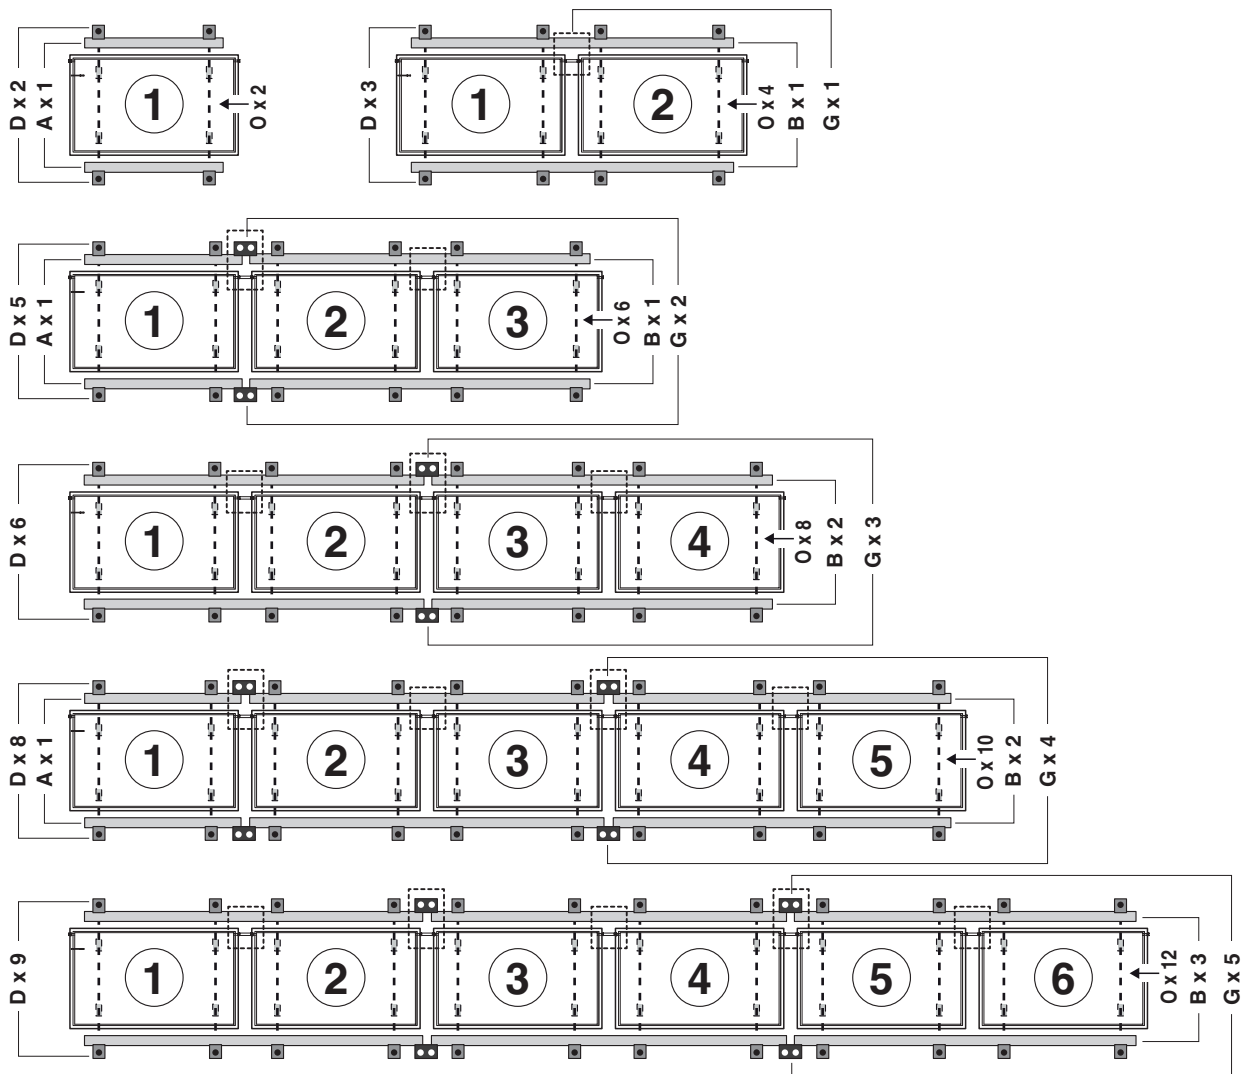 D x 2
A x 1
1
O x 2
D x 3
1
2
O x 4
B x 1
G x 1
D x 5
A x 1
1
2
3
O x 6
B x 1
G x 2
D x 6
1
2
3
4
O x 8
B x 2
G x 3
D x 8
A x 1
1
2
3
4
5
O x 10
B x 2
G x 4
D x 9
1
2
3
4
5
6
O x 12
B x 3
G x 5